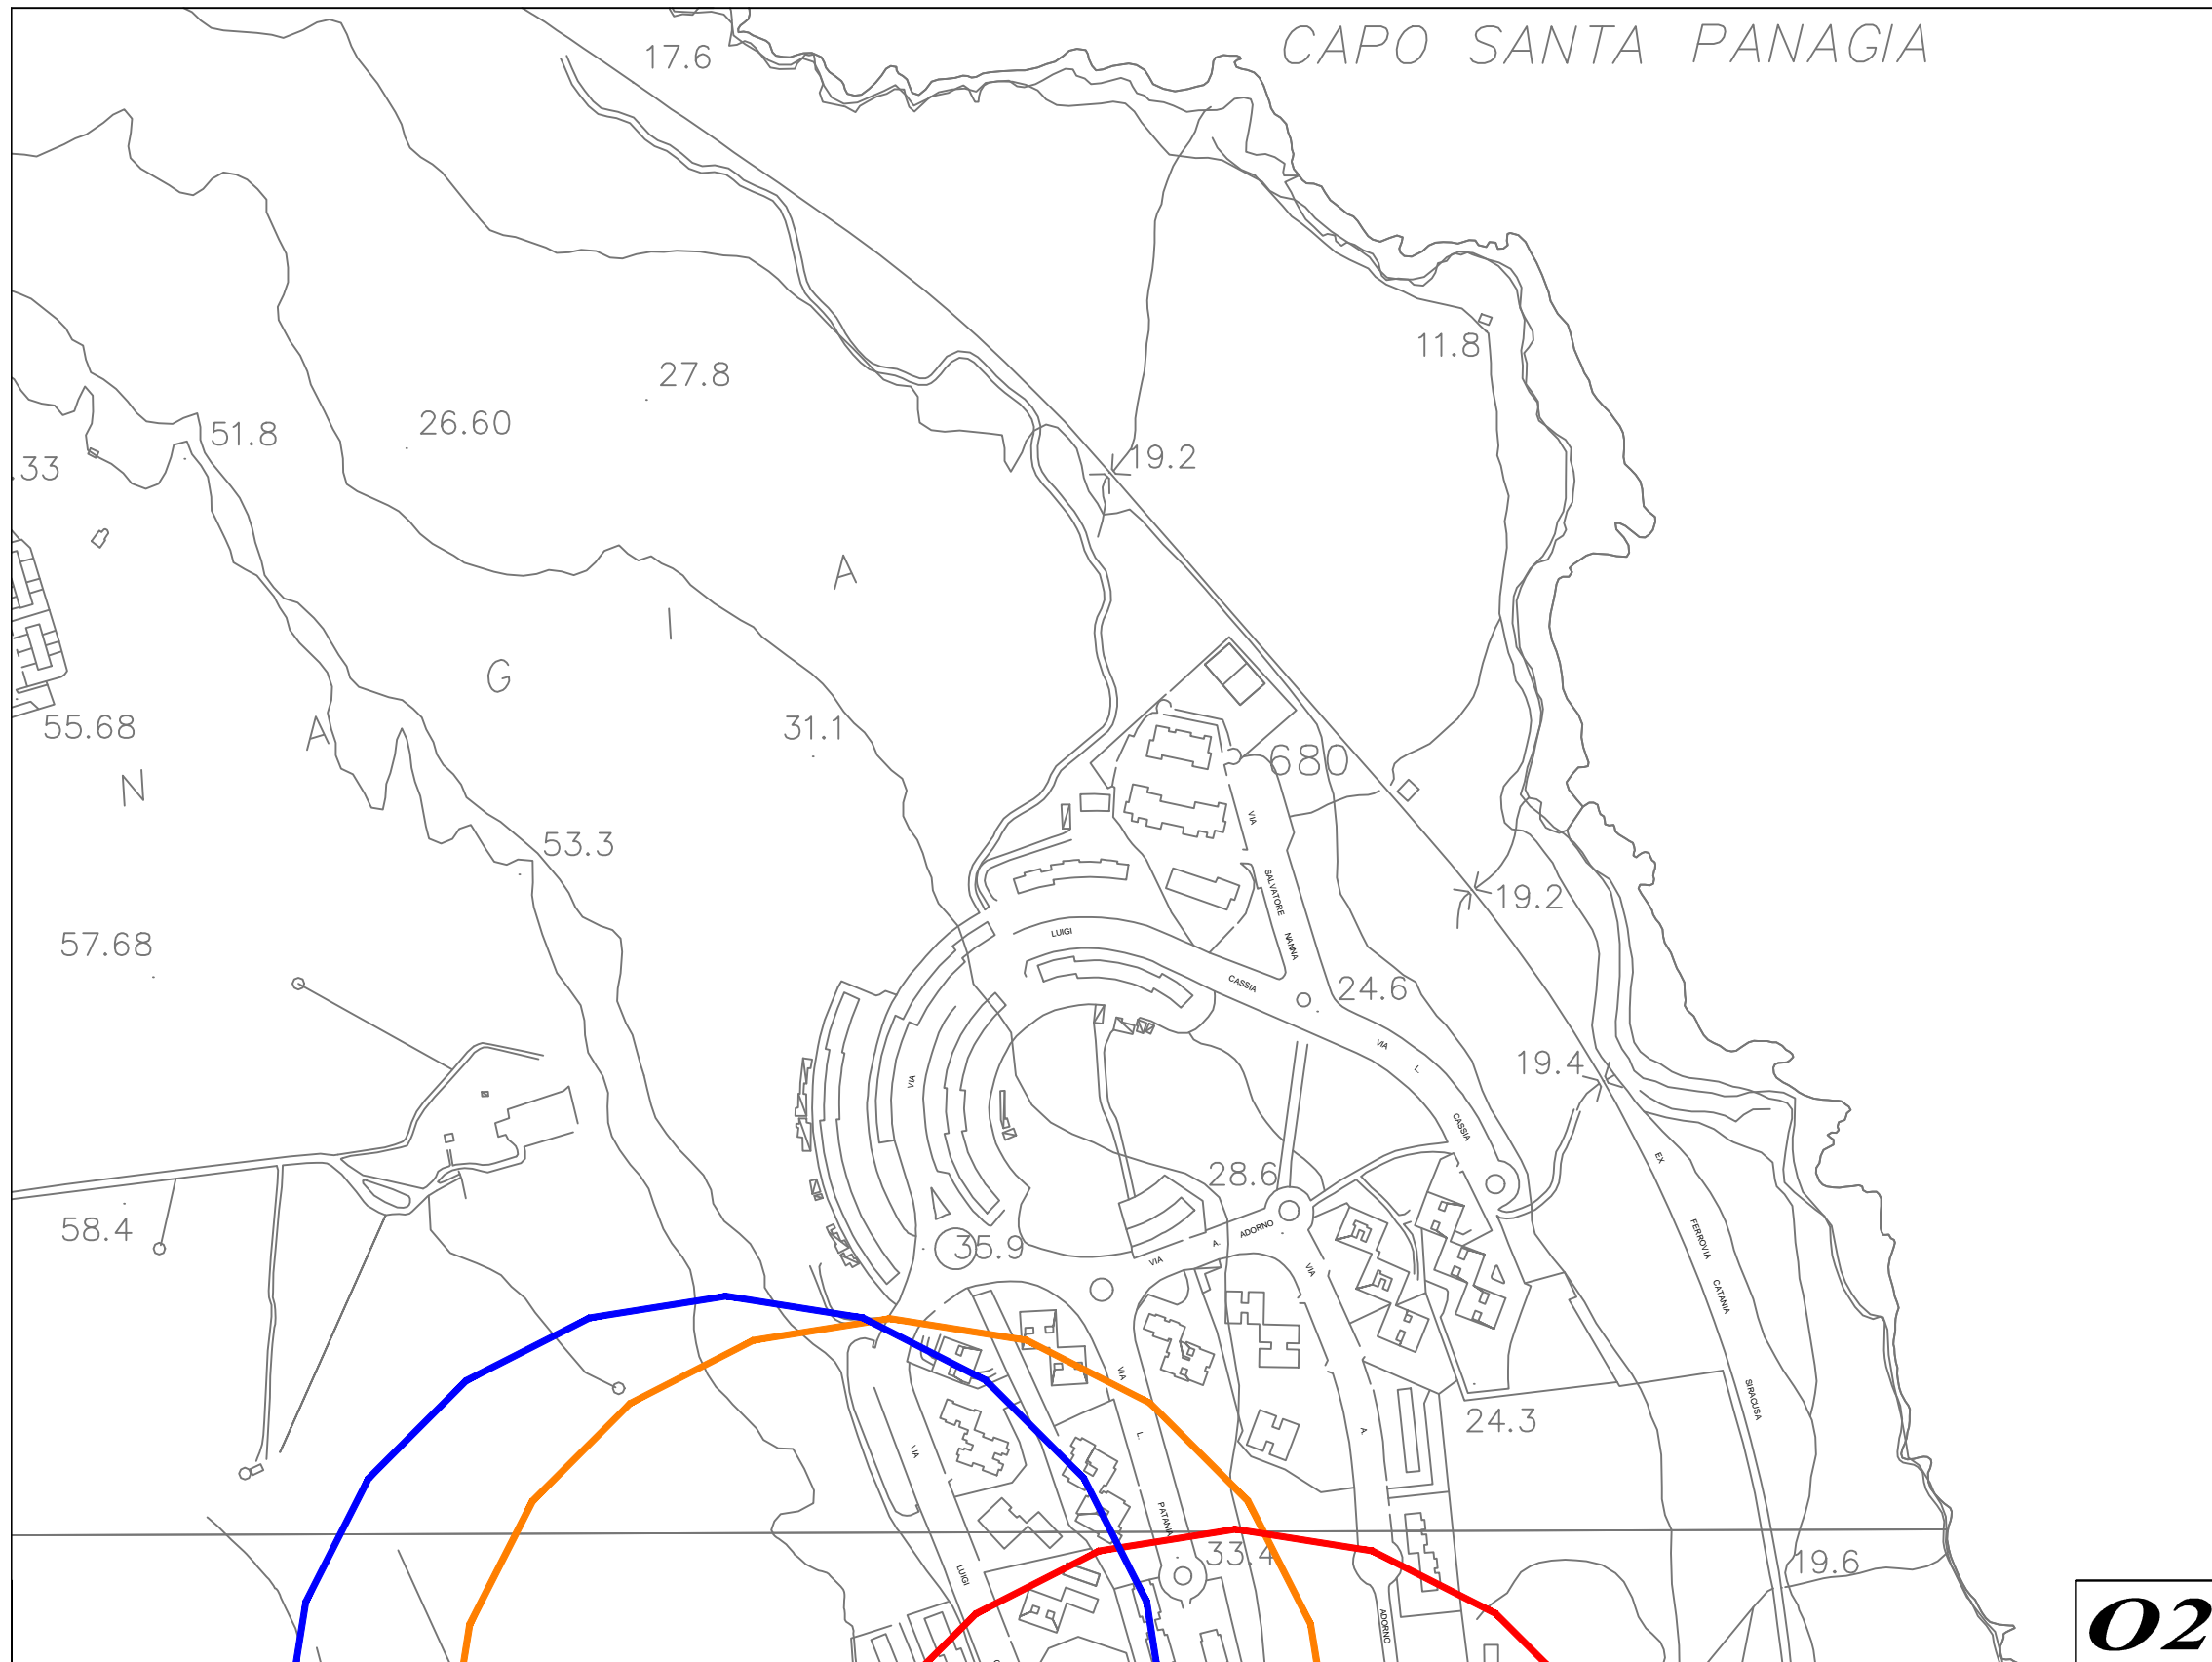 CAPO SANTA PANAGIA
17.6
11.8
27.8
26.60
51.8
.33
19.2
A
I
G
A
N
55.68
31.1
680
53.3
VIA
SALVATORE
NANNA
19.2
57.68
LUIGI
CASSIA
24.6
VIA
L.
CASSIA
19.4
VIA
EX
FERROVIA
CATANIA
SIRACUSA
28.6
58.4
35.9
VIA
A.
ADORNO
VIA
A.
ADORNO
VIA
L.
PATANIA
24.3
VIA
LUIGI
33.4
19.6
O2